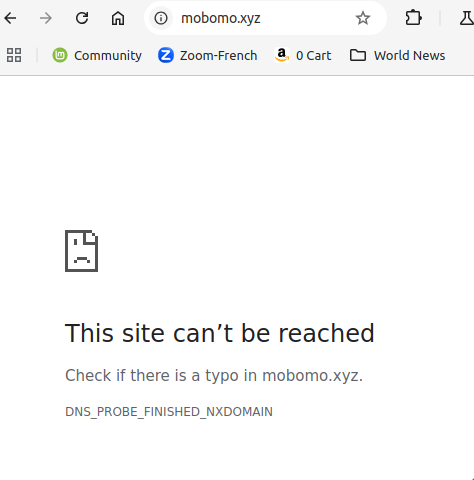 mobomo.xyz
Community Zoom-French 0 Cart World News
This site can’t be reached
Check if there is a typo in mobomo.xyz.
DNS_PROBE_FINISHED_NXDOMAIN